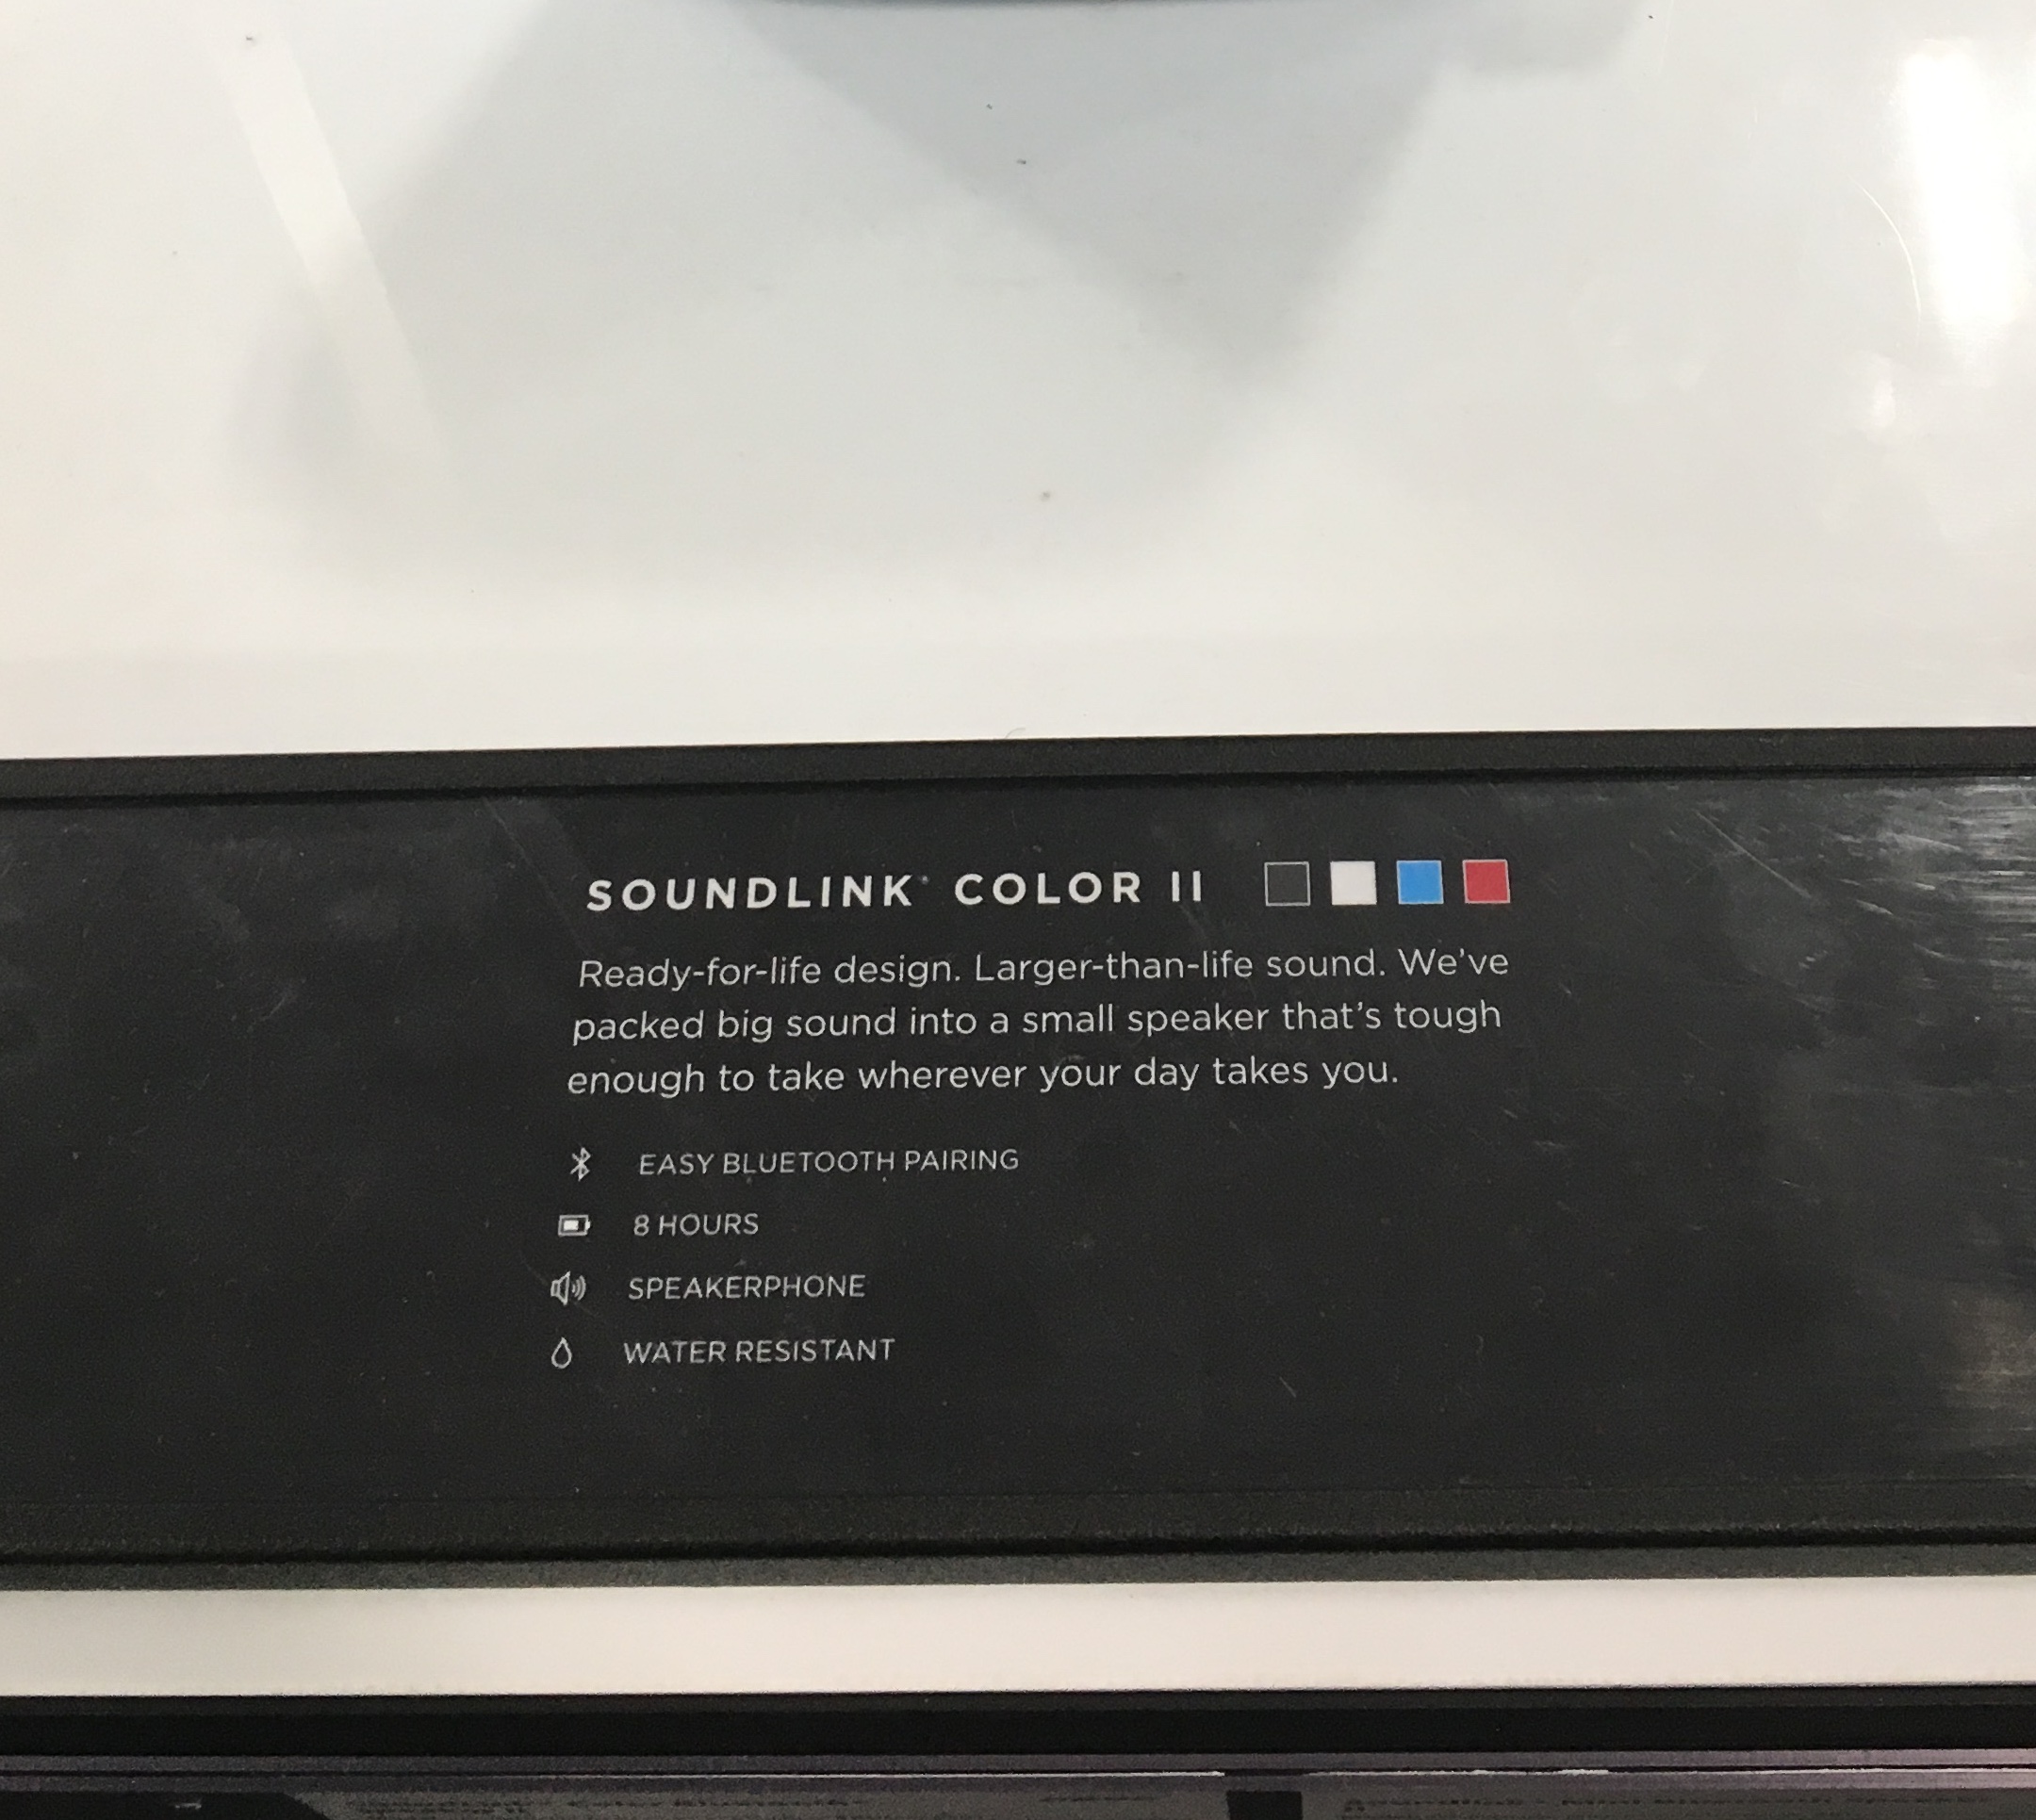 SOUNDLINK COLOR II
Ready-for-life design. Larger-than-life sound. We've
packed big sound into a small speaker that's tough
enough to take wherever your day takes you.
EASY BLUETOOTH PAIRING
8 HOURS
SPEAKERPHONE
WATER RESISTANT